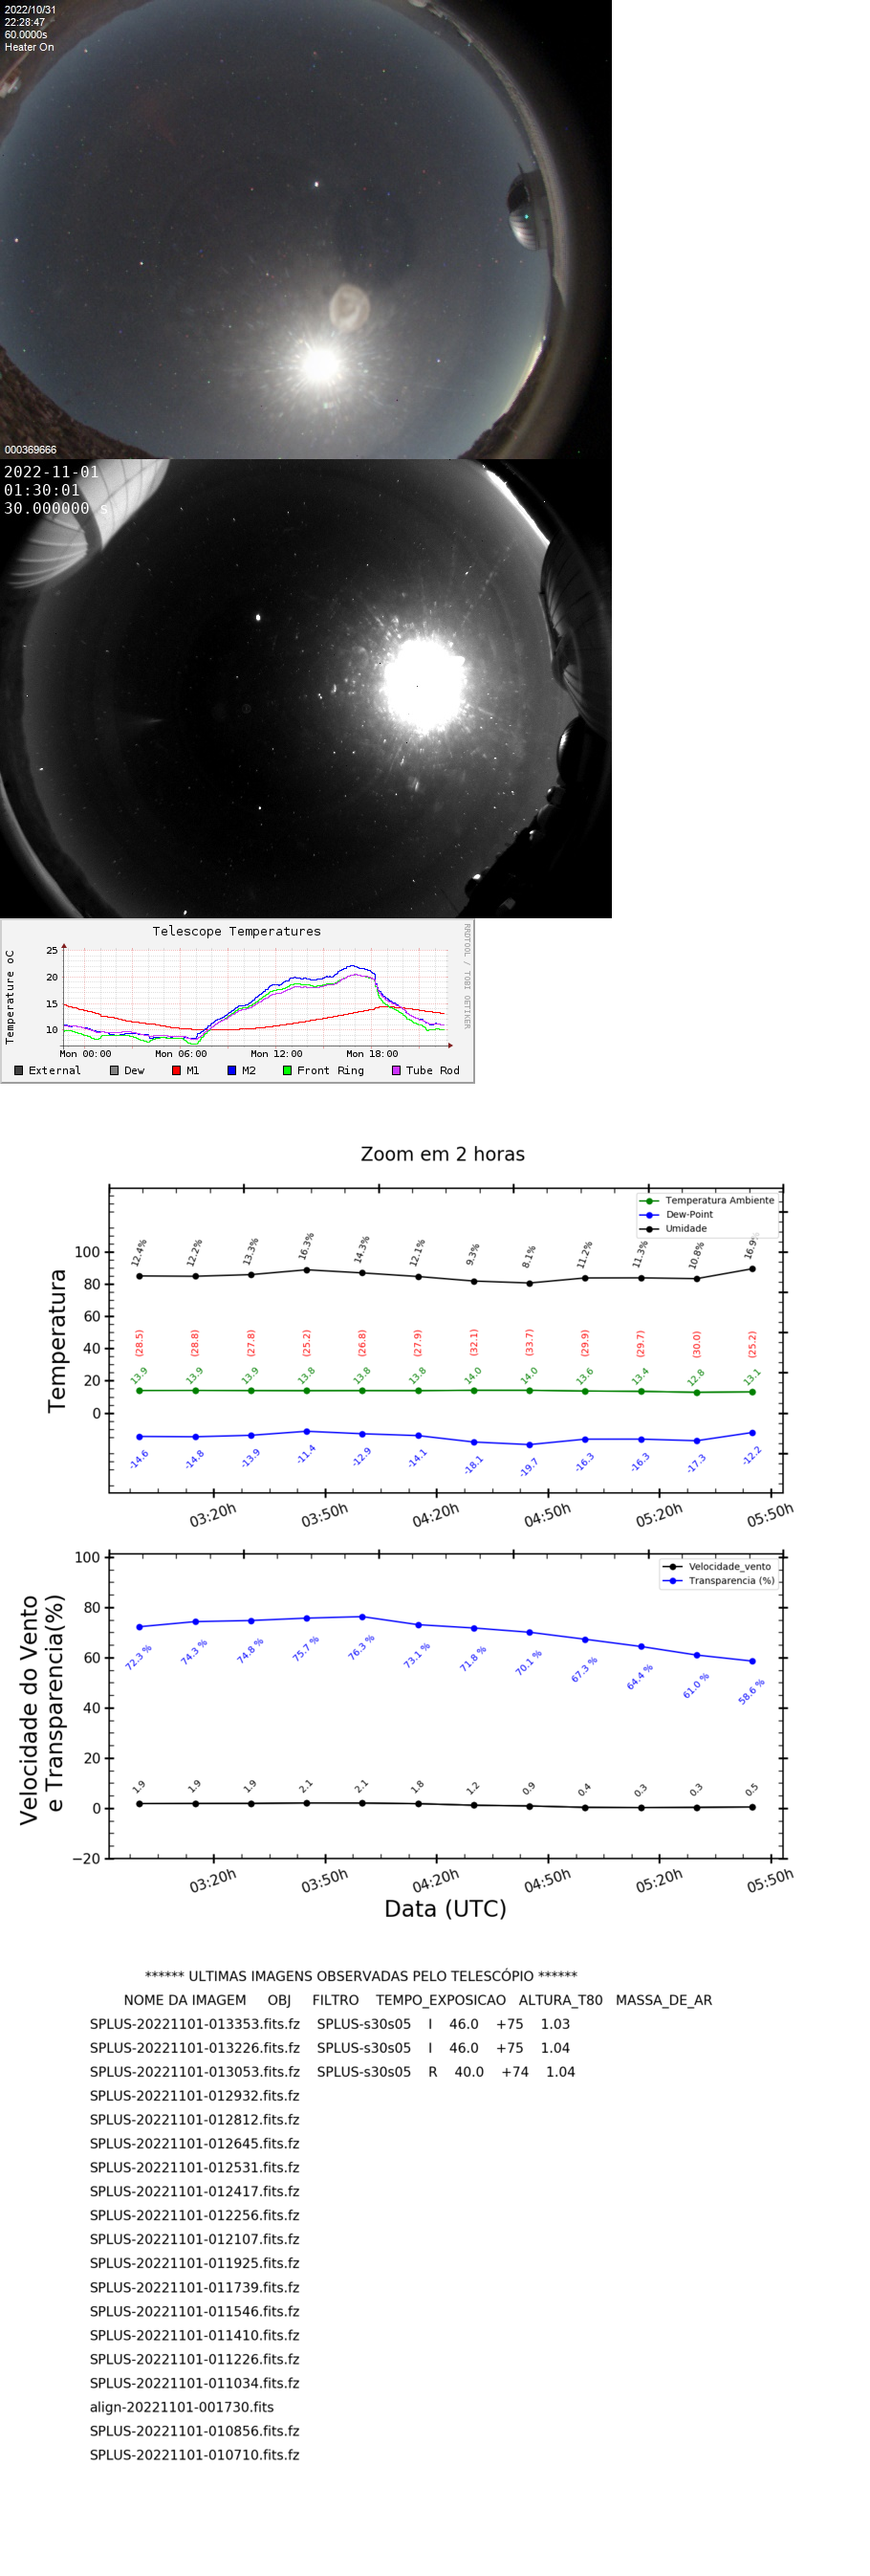 2022/10/31
22:28:47
60.0000s
Heater On
000369666
2022-11-01
01:30:01
30.000000 s
Telescope Temperatures
Temperature oC
RRDTOOL / TOBI OETIKER
25
20
15
10
Mon 00:00 Mon 06:00 Mon 12:00 Mon 18:00
External Dew M1 M2 Front Ring Tube Rod
Zoom em 2 horas
Temperatura
Temperatura Ambiente
Dew-Point
Umidade
100
80
60
40
20
0
12.4% 12.2% 13.3% 16.3% 14.3% 12.1% 9.3% 8.1% 11.2% 11.3% 10.8% 16.9%
(28.5) (28.8) (27.8) (25.2) (26.8) (27.9) (32.1) (33.7) (29.9) (29.7) (30.0) (25.2)
13.9 13.9 13.9 13.8 13.8 13.8 14.0 14.0 13.6 13.4 12.8 13.1
-14.6 -14.8 -13.9 -11.4 -12.9 -14.1 -18.1 -19.7 -16.3 -16.3 -17.3 -12.2
03:20h 03:50h 04:20h 04:50h 05:20h 05:50h
Velocidade do Vento
e Transparencia(%)
Velocidade_vento
Transparencia (%)
100
80
60
40
20
0
−20
72.3 % 74.3 % 74.8 % 75.7 % 76.3 % 73.1 % 71.8 % 70.1 % 67.3 % 64.4 % 61.0 % 58.6 %
1.9 1.9 1.9 2.1 2.1 1.8 1.2 0.9 0.4 0.3 0.3 0.5
03:20h 03:50h 04:20h 04:50h 05:20h 05:50h
Data (UTC)
****** ULTIMAS IMAGENS OBSERVADAS PELO TELESCÓPIO ******
NOME DA IMAGEM OBJ FILTRO TEMPO_EXPOSICAO ALTURA_T80 MASSA_DE_AR
SPLUS-20221101-013353.fits.fz SPLUS-s30s05 I 46.0 +75 1.03
SPLUS-20221101-013226.fits.fz SPLUS-s30s05 I 46.0 +75 1.04
SPLUS-20221101-013053.fits.fz SPLUS-s30s05 R 40.0 +74 1.04
SPLUS-20221101-012932.fits.fz
SPLUS-20221101-012812.fits.fz
SPLUS-20221101-012645.fits.fz
SPLUS-20221101-012531.fits.fz
SPLUS-20221101-012417.fits.fz
SPLUS-20221101-012256.fits.fz
SPLUS-20221101-012107.fits.fz
SPLUS-20221101-011925.fits.fz
SPLUS-20221101-011739.fits.fz
SPLUS-20221101-011546.fits.fz
SPLUS-20221101-011410.fits.fz
SPLUS-20221101-011226.fits.fz
SPLUS-20221101-011034.fits.fz
align-20221101-001730.fits
SPLUS-20221101-010856.fits.fz
SPLUS-20221101-010710.fits.fz